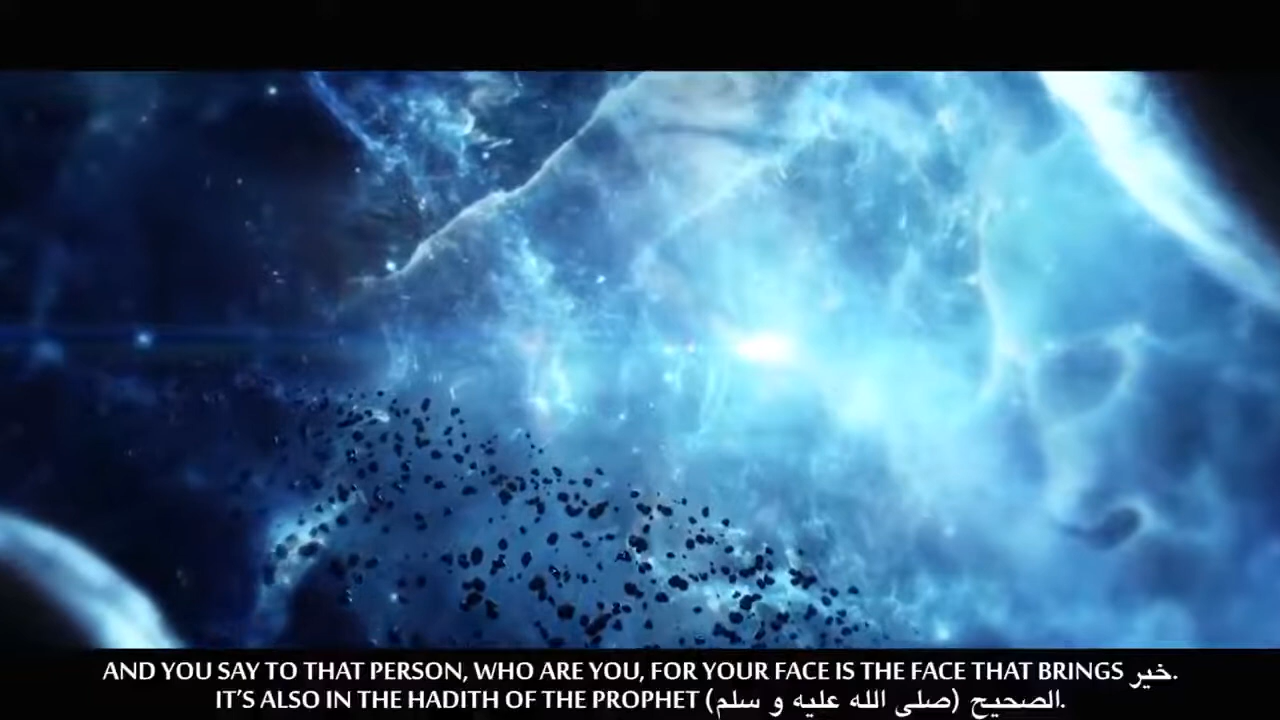 AND YOU SAY TO THAT PERSON, WHO ARE YOU, FOR YOUR FACE IS THE FACE THAT BRINGS خير.
IT'S ALSO IN THE HADITH OF THE PROPHET (صلى الله عليه و سلم) الصحيح.